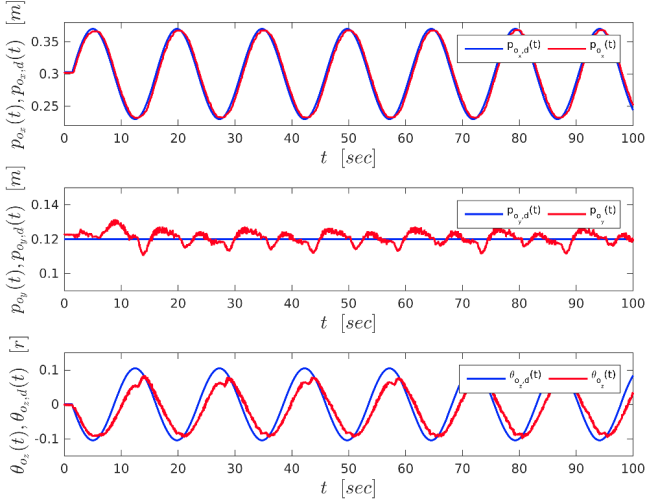 p_{o_x}(t), p_{o_x,d}(t) [m]
0.35
0.3
0.25
p_{o_x,d}(t) p_{o_x}(t)
0 10 20 30 40 50 60 70 80 90 100
t [sec]
p_{o_y}(t), p_{o_y,d}(t) [m]
0.14
0.12
0.1
p_{o_y,d}(t) p_{o_y}(t)
0 10 20 30 40 50 60 70 80 90 100
t [sec]
θ_{o_z}(t), θ_{o_z,d}(t) [r]
0.1
0
-0.1
θ_{o_z,d}(t) θ_{o_z}(t)
0 10 20 30 40 50 60 70 80 90 100
t [sec]